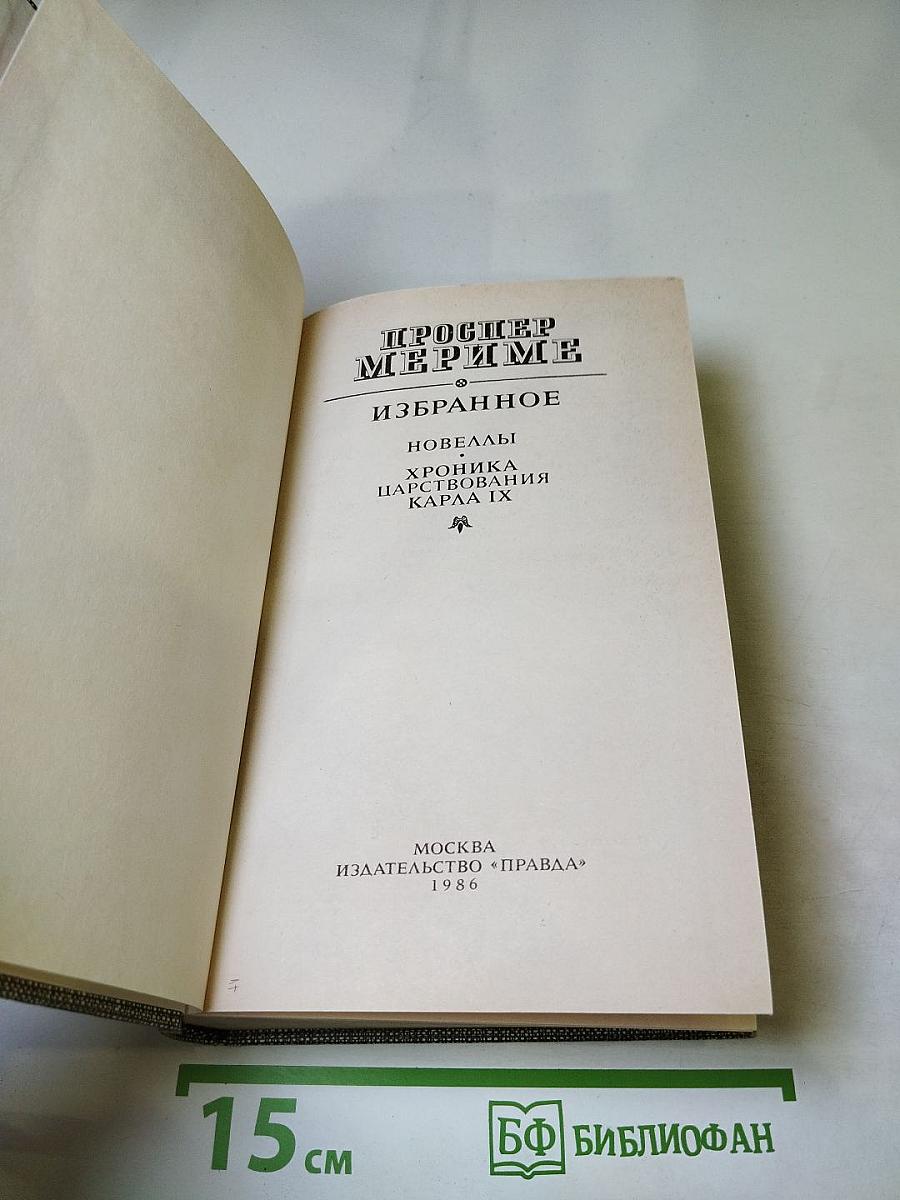 ПРОСПЕР
МЕРИМЕ
ИЗБРАННОЕ
НОВЕЛЛЫ
ХРОНИКА
ЦАРСТВОВАНИЯ
КАРЛА IX
МОСКВА
ИЗДАТЕЛЬСТВО «ПРАВДА»
1986
15 см
БФ БИБЛИОФАН